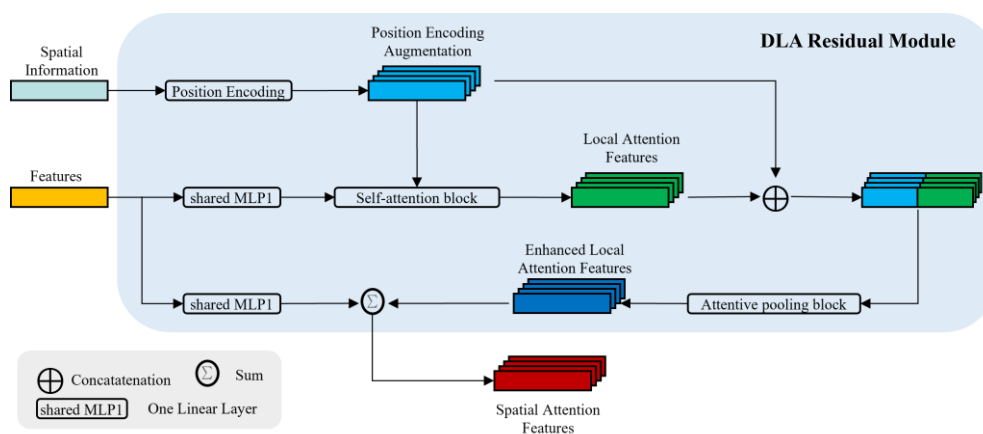 DLA Residual Module
Spatial
Information
Position Encoding
Position Encoding
Augmentation
Features
shared MLP1
Self-attention block
Local Attention
Features
shared MLP1
Σ
Enhanced Local
Attention Features
Attentive pooling block
Spatial Attention
Features
Concatatenation
Σ
Sum
shared MLP1
One Linear Layer